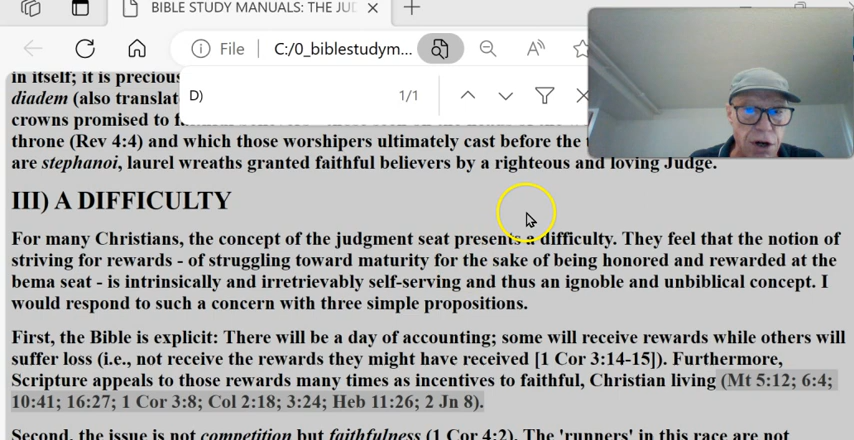 BIBLE STUDY MANUALS: THE JUD
File C:/0_biblestudym...
D) 1/1
in itself; it is precious
diadem (also translat
crowns promised to
throne (Rev 4:4) and which those worshipers ultimately cast before the
are stephanoi, laurel wreaths granted faithful believers by a righteous and loving Judge.
III) A DIFFICULTY
For many Christians, the concept of the judgment seat presents a difficulty. They feel that the notion of
striving for rewards - of struggling toward maturity for the sake of being honored and rewarded at the
bema seat - is intrinsically and irretrievably self-serving and thus an ignoble and unbiblical concept. I
would respond to such a concern with three simple propositions.
First, the Bible is explicit: There will be a day of accounting; some will receive rewards while others will
suffer loss (i.e., not receive the rewards they might have received [1 Cor 3:14-15]). Furthermore,
Scripture appeals to those rewards many times as incentives to faithful, Christian living (Mt 5:12; 6:4;
10:41; 16:27; 1 Cor 3:8; Col 2:18; 3:24; Heb 11:26; 2 Jn 8).
Second, the issue is not competition but faithfulness (1 Cor 4:2). The 'runners' in this race are not